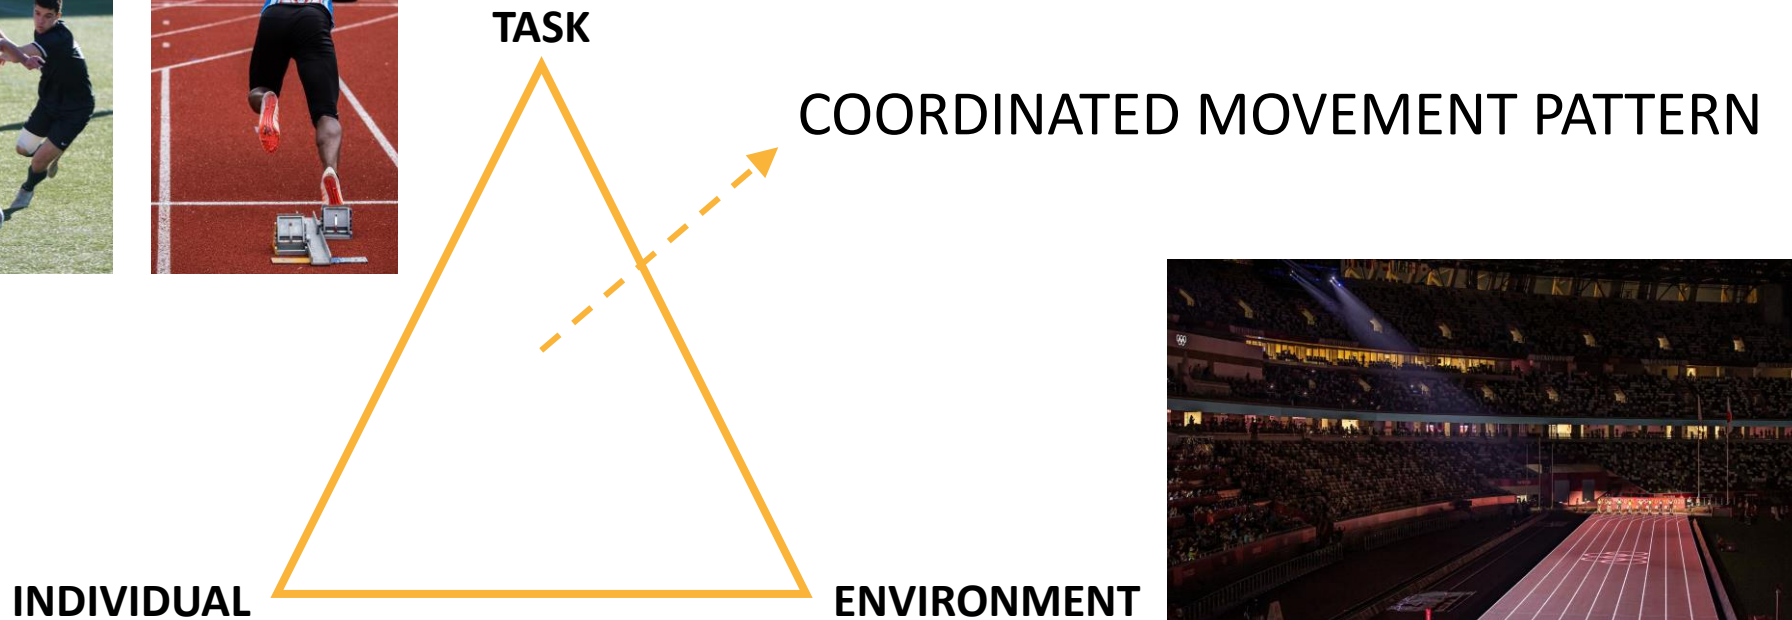 TASK
COORDINATED MOVEMENT PATTERN
INDIVIDUAL
ENVIRONMENT